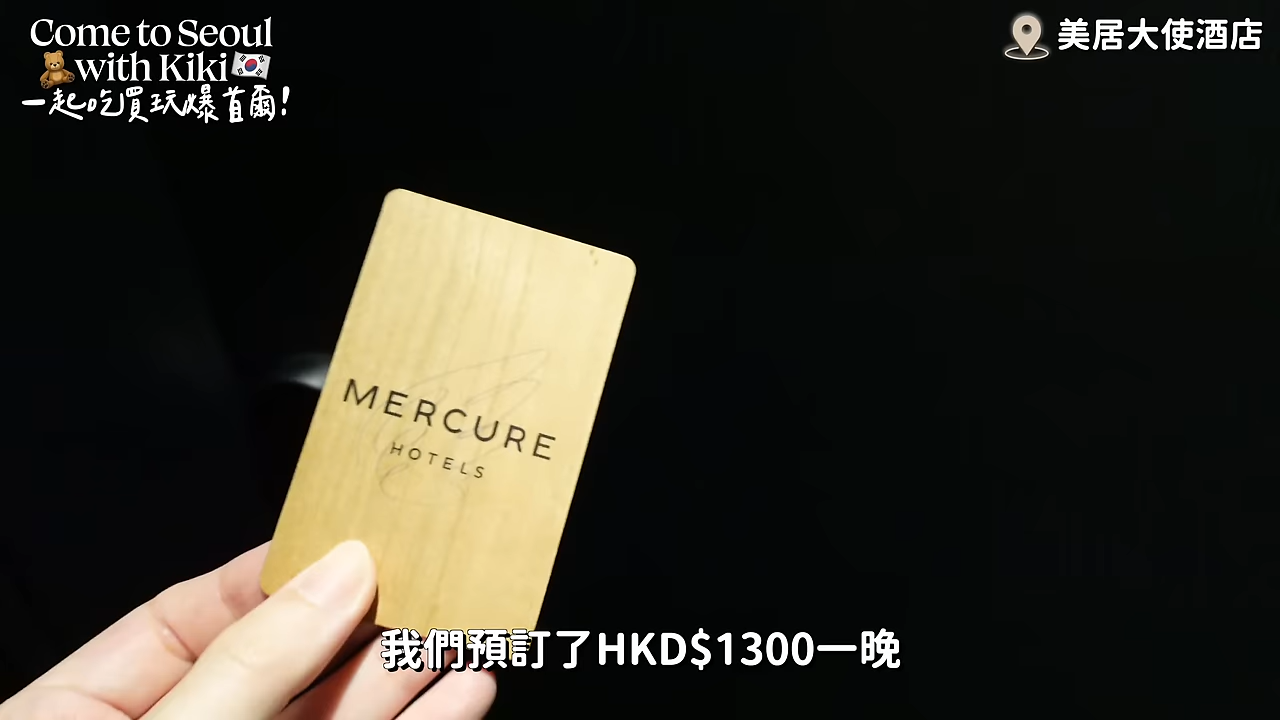 Come to Seoul
with Kiki
一起吃買玩爆首爾!
美居大使酒店
MERCURE
HOTELS
我們預訂了HKD$1300一晚